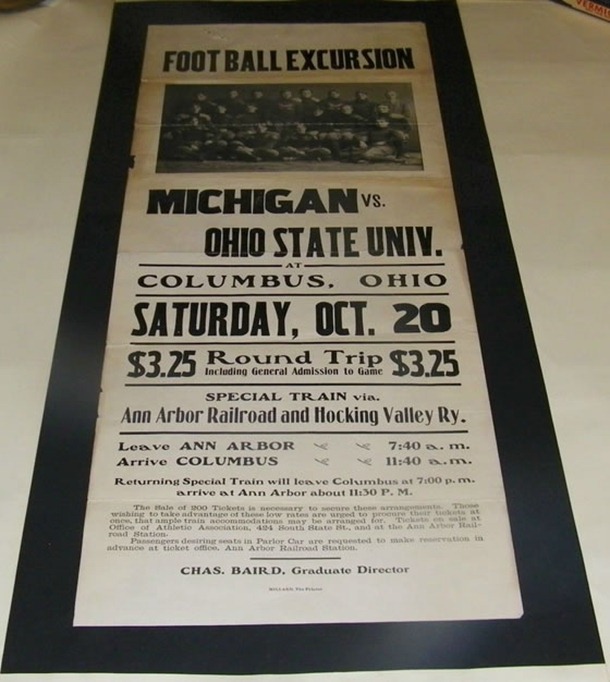 VERMI
FOOT BALL EXCURSION
MICHIGAN VS.
OHIO STATE UNIV.
AT
COLUMBUS, OHIO
SATURDAY, OCT. 20
$3.25 Round Trip $3.25
Including General Admission to Game
SPECIAL TRAIN via.
Ann Arbor Railroad and Hocking Valley Ry.
Leave ANN ARBOR 7:40 a. m.
Arrive COLUMBUS 11:40 a. m.
Returning Special Train will leave Columbus at 7:00 p. m.
arrive at Ann Arbor about 11:30 P. M.
The Sale of 200 Tickets is necessary to secure these arrangements. Those
wishing to take advantage of these low rates are urged to procure their tickets at
once, that ample train accommodations may be arranged for. Tickets on sale at
Office of Athletic Association, 424 South State St., and at the Ann Arbor Rail-
road Station.
Passengers desiring seats in Parlor Car are requested to make reservation in
advance at ticket office, Ann Arbor Railroad Station.
CHAS. BAIRD, Graduate Director